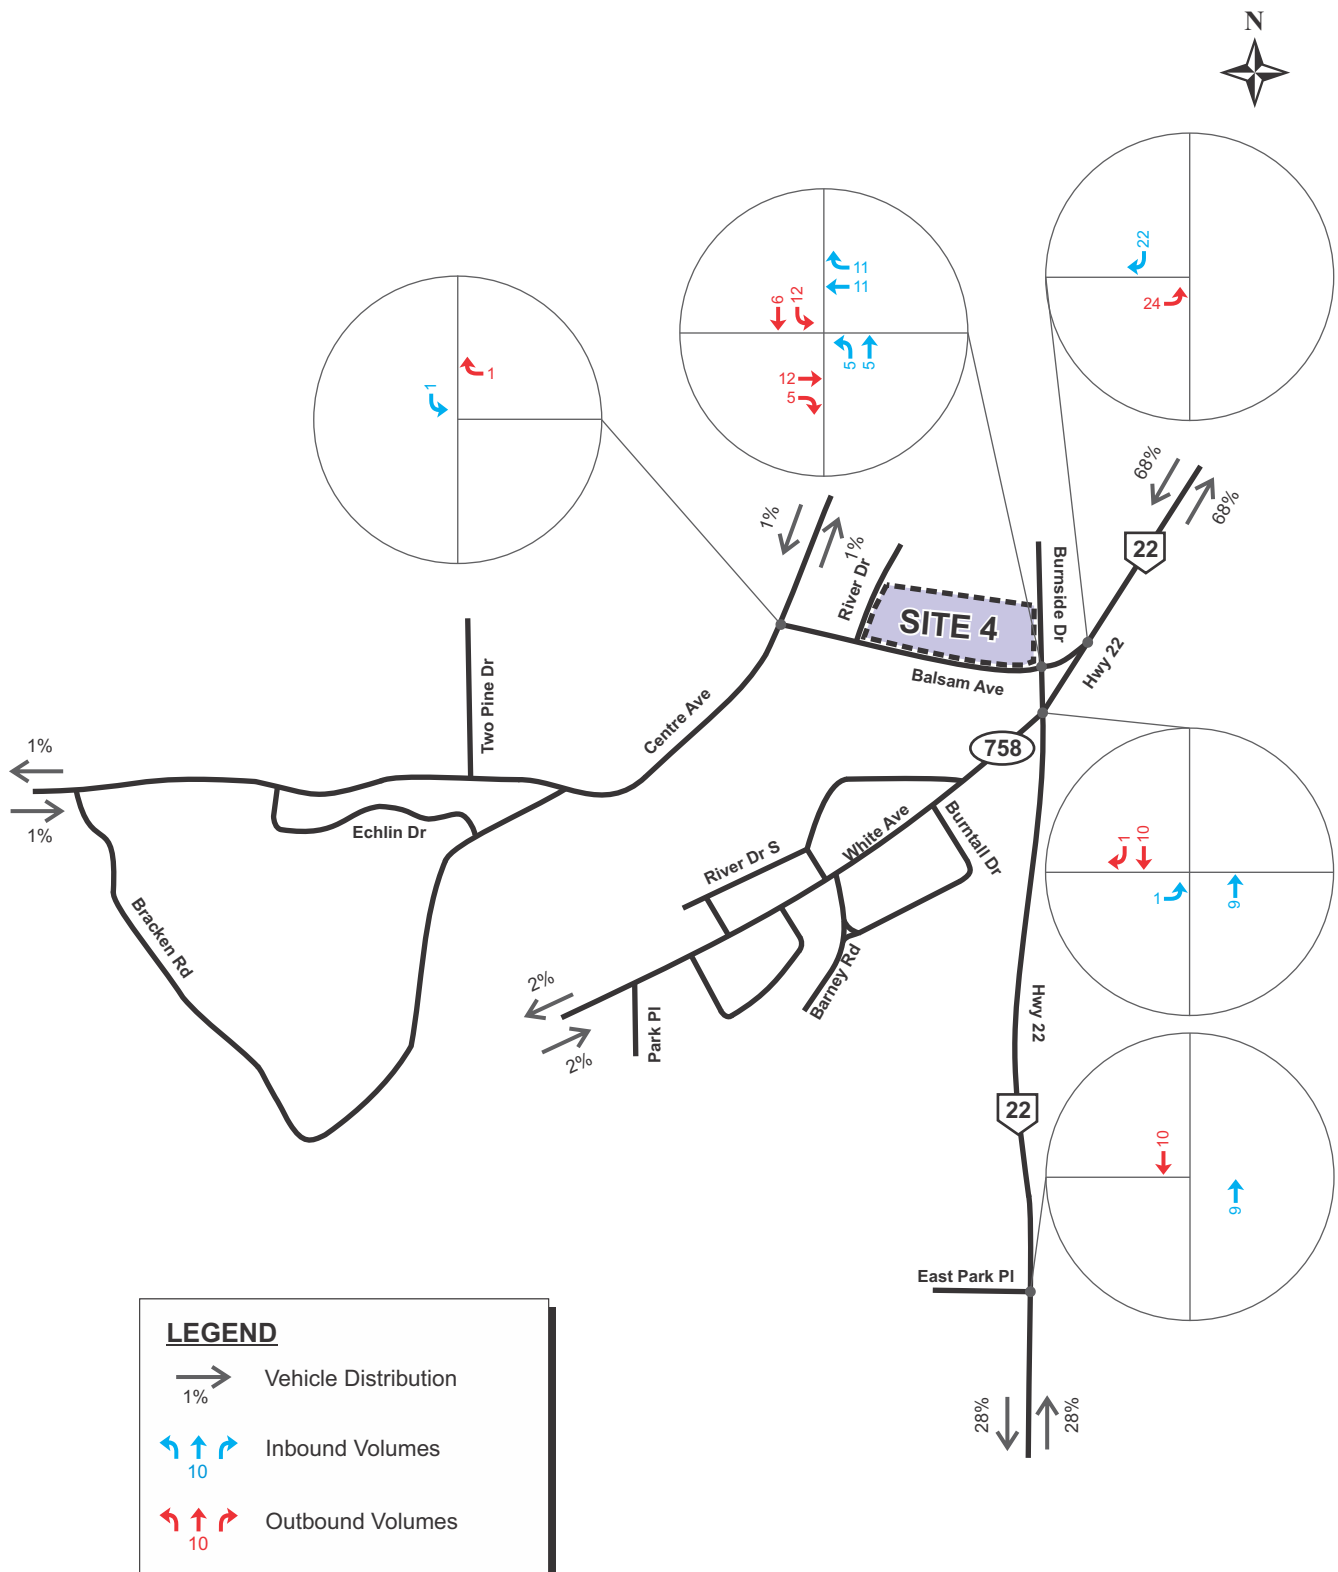 N
22
24
11
11
6
12
5
5
12
5
1
1
68%
68%
22
1%
1%
River Dr
SITE 4
Burnside Dr
Balsam Ave
Hwy 22
Two Pine Dr
Centre Ave
758
1%
1%
Echlin Dr
Bracken Rd
River Dr S
White Ave
Burntall Dr
Barney Rd
2%
2%
Park Pl
1
10
1
9
Hwy 22
22
10
9
East Park Pl
28%
28%
LEGEND
1%
Vehicle Distribution
10
Inbound Volumes
10
Outbound Volumes